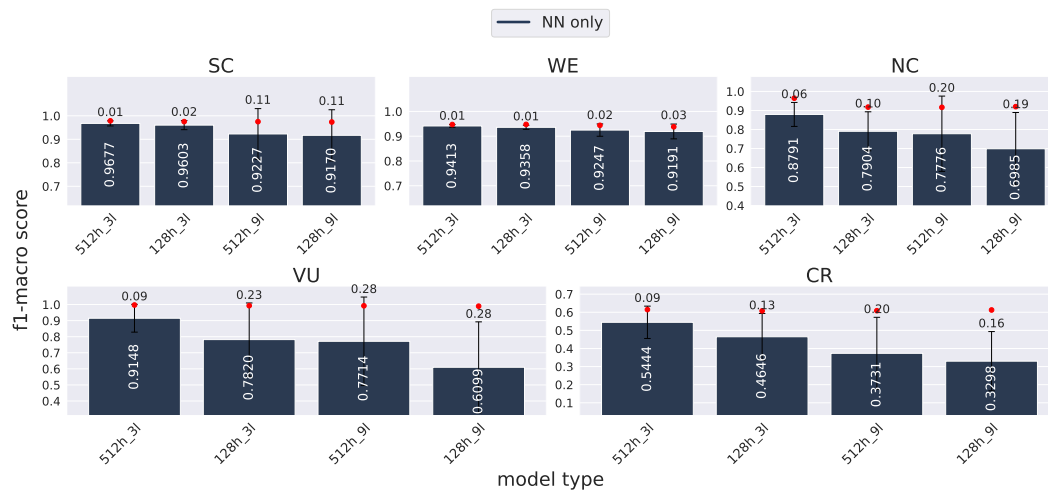 NN only
SC
WE
NC
f1-macro score
1.0
0.9
0.8
0.7
0.01
0.02
0.11
0.11
0.9677
0.9603
0.9227
0.9170
512h_3l
128h_3l
512h_9l
128h_9l
1.0
0.9
0.8
0.7
0.01
0.01
0.02
0.03
0.9413
0.9358
0.9247
0.9191
512h_3l
128h_3l
512h_9l
128h_9l
1.0
0.9
0.8
0.7
0.6
0.5
0.4
0.06
0.10
0.20
0.19
0.8791
0.7904
0.7776
0.6985
512h_3l
128h_3l
512h_9l
128h_9l
VU
CR
1.0
0.9
0.8
0.7
0.6
0.5
0.4
0.09
0.23
0.28
0.28
0.9148
0.7820
0.7714
0.6099
512h_3l
128h_3l
512h_9l
128h_9l
0.7
0.6
0.5
0.4
0.3
0.2
0.1
0.09
0.13
0.20
0.16
0.5444
0.4646
0.3731
0.3298
512h_3l
128h_3l
512h_9l
128h_9l
model type